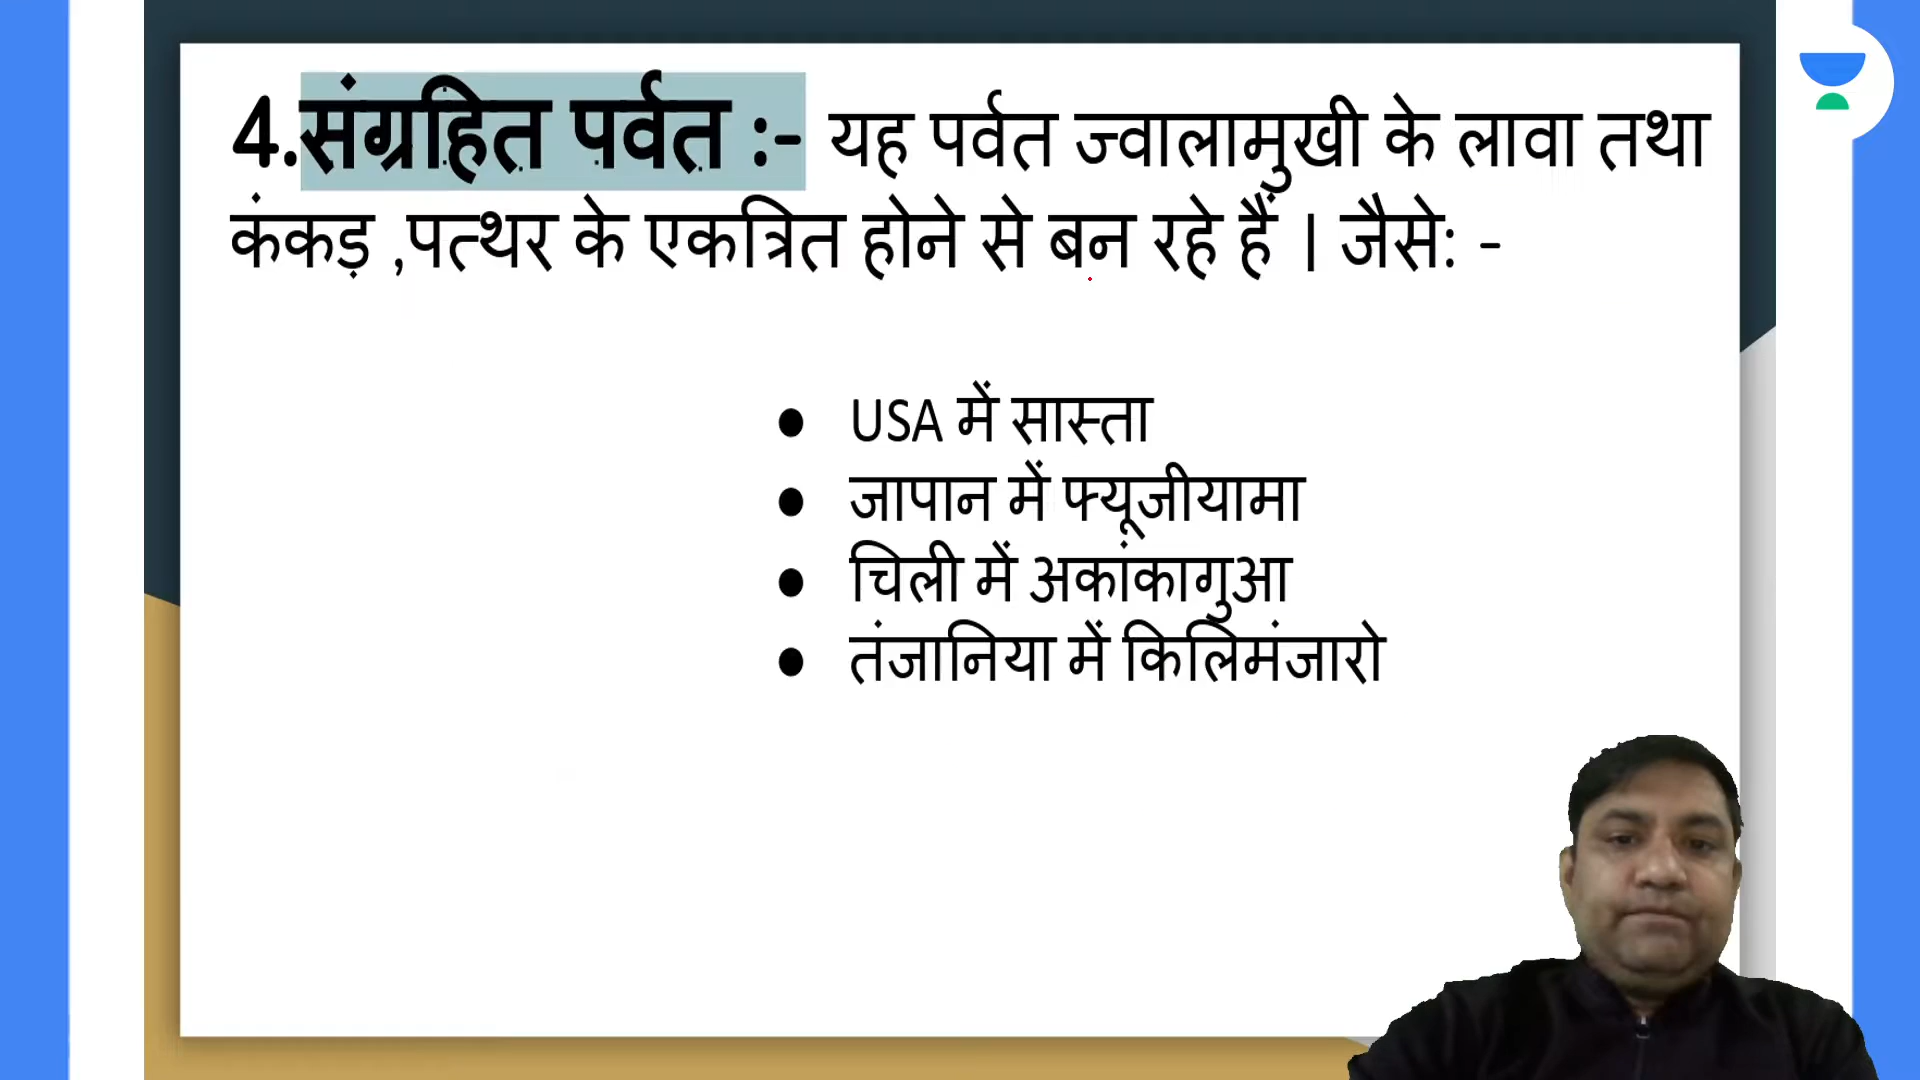 4.संग्रहित पर्वत :- यह पर्वत ज्वालामुखी के लावा तथा
कंकड़ ,पत्थर के एकत्रित होने से बन रहे हैं । जैसे: -
● USA में सास्ता
● जापान में फ्यूजीयामा
● चिली में अकांकागुआ
● तंजानिया में किलिमंजारो